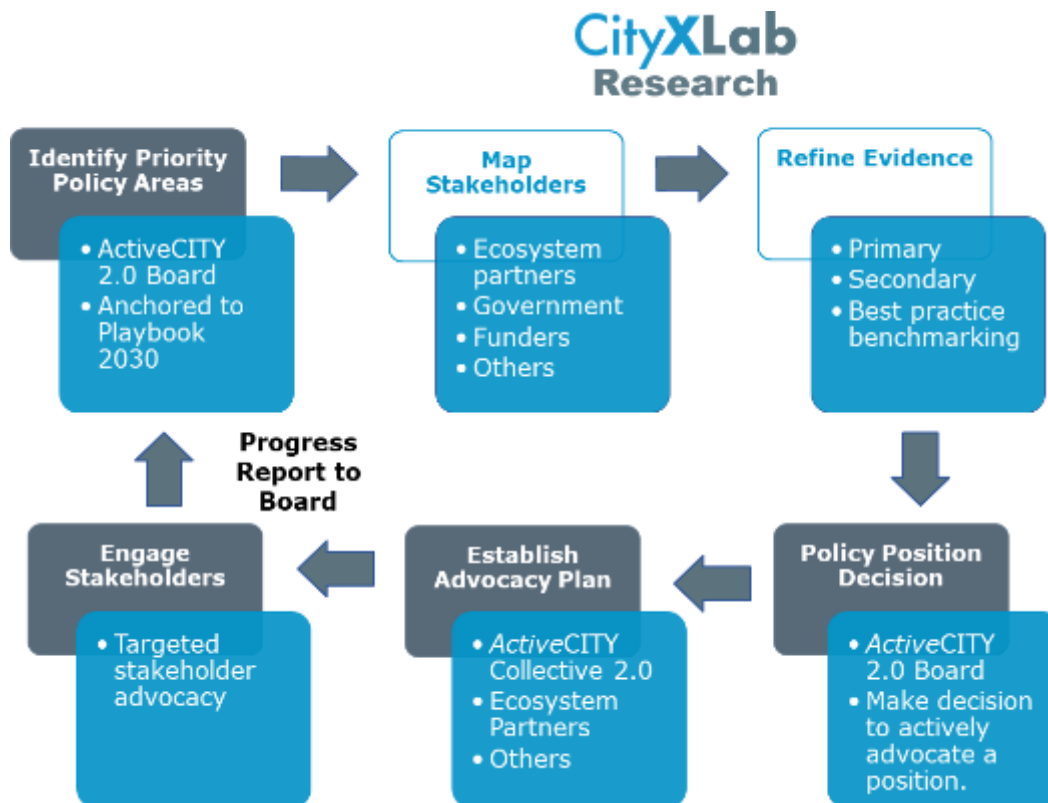 CityXLab
Research
Identify Priority
Policy Areas
• ActiveCITY
2.0 Board
• Anchored to
Playbook
2030
Map
Stakeholders
• Ecosystem
partners
• Government
• Funders
• Others
Refine Evidence
• Primary
• Secondary
• Best practice
benchmarking
Progress
Report to
Board
Engage
Stakeholders
• Targeted
stakeholder
advocacy
Establish
Advocacy Plan
• ActiveCITY
Collective 2.0
• Ecosystem
Partners
• Others
Policy Position
Decision
• ActiveCITY
2.0 Board
• Make decision
to actively
advocate a
position.